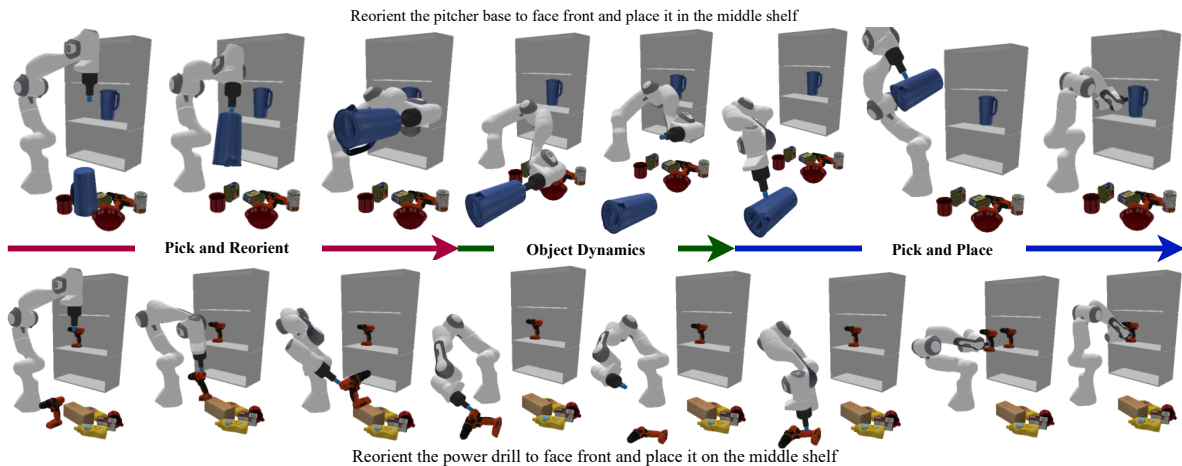 Reorient the pitcher base to face front and place it in the middle shelf
Pick and Reorient
Object Dynamics
Pick and Place
Reorient the power drill to face front and place it on the middle shelf